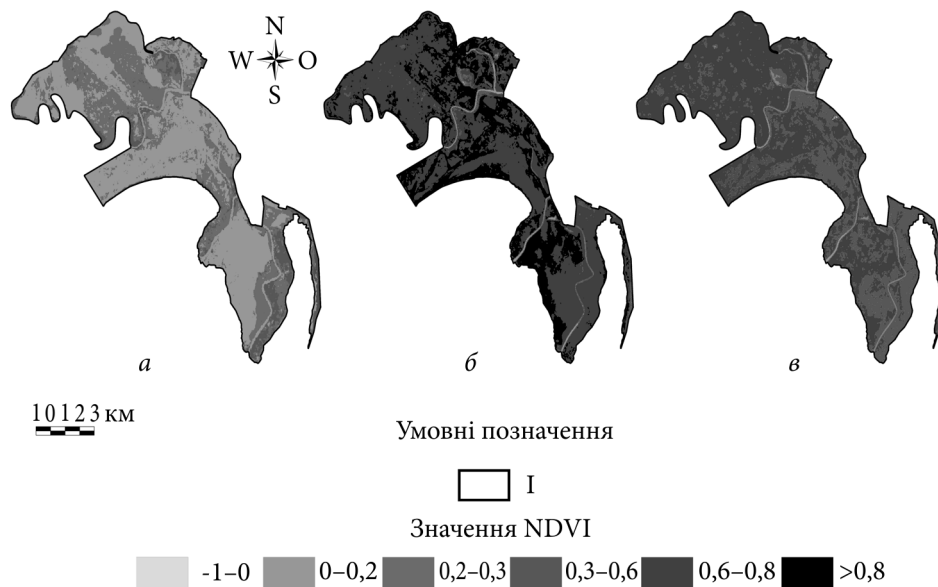 N
W O
S
а б в
1 0 1 2 3 км
Умовні позначення
I
Значення NDVI
-1–0 0–0,2 0,2–0,3 0,3–0,6 0,6–0,8 >0,8